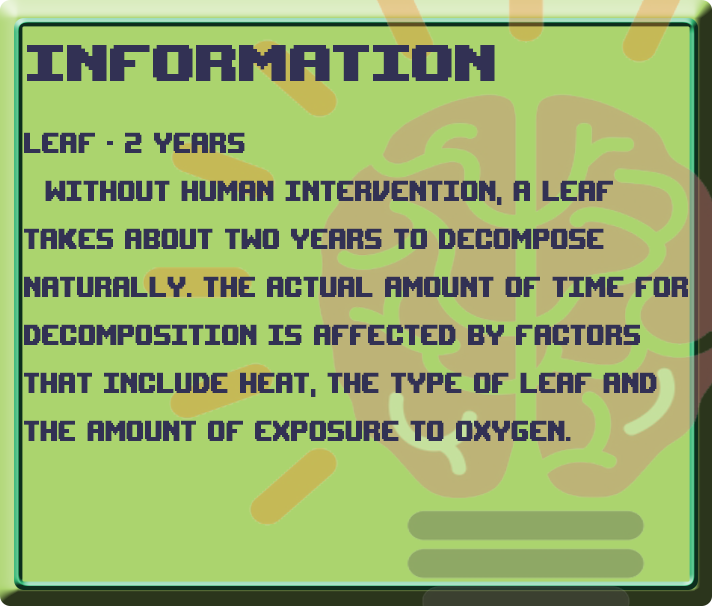 INFORMATION
LEAF - 2 YEARS
WITHOUT HUMAN INTERVENTION, A LEAF
TAKES ABOUT TWO YEARS TO DECOMPOSE
NATURALLY. THE ACTUAL AMOUNT OF TIME FOR
DECOMPOSITION IS AFFECTED BY FACTORS
THAT INCLUDE HEAT, THE TYPE OF LEAF AND
THE AMOUNT OF EXPOSURE TO OXYGEN.